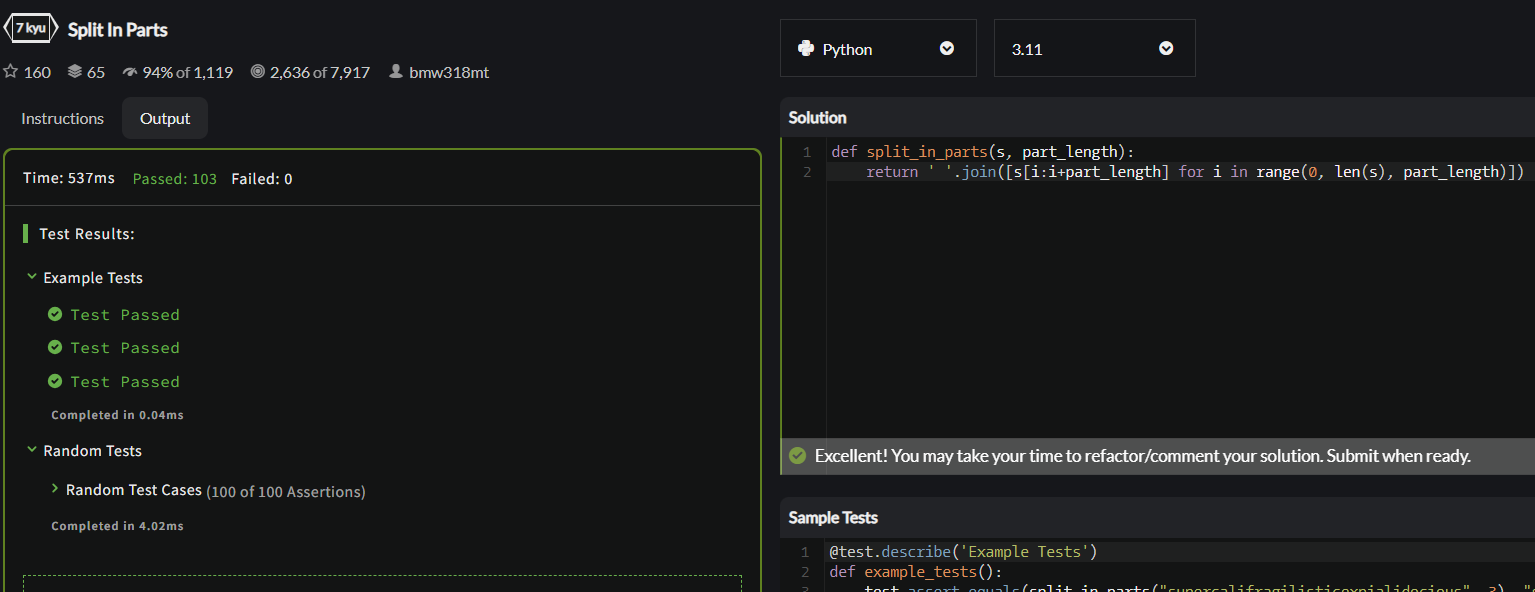 7 kyu Split In Parts
160 65 94% of 1,119 2,636 of 7,917 bmw318mt
Instructions Output
Time: 537ms Passed: 103 Failed: 0
Test Results:
Example Tests
Test Passed
Test Passed
Test Passed
Completed in 0.04ms
Random Tests
Random Test Cases (100 of 100 Assertions)
Completed in 4.02ms
Python 3.11
Solution
1 def split_in_parts(s, part_length):
2 return ' '.join([s[i:i+part_length] for i in range(0, len(s), part_length)])
Excellent! You may take your time to refactor/comment your solution. Submit when ready.
Sample Tests
1 @test.describe('Example Tests')
2 def example_tests():
3 test.assert_equals(split_in_parts("supercalifragilisticexpialidocious", 3), "